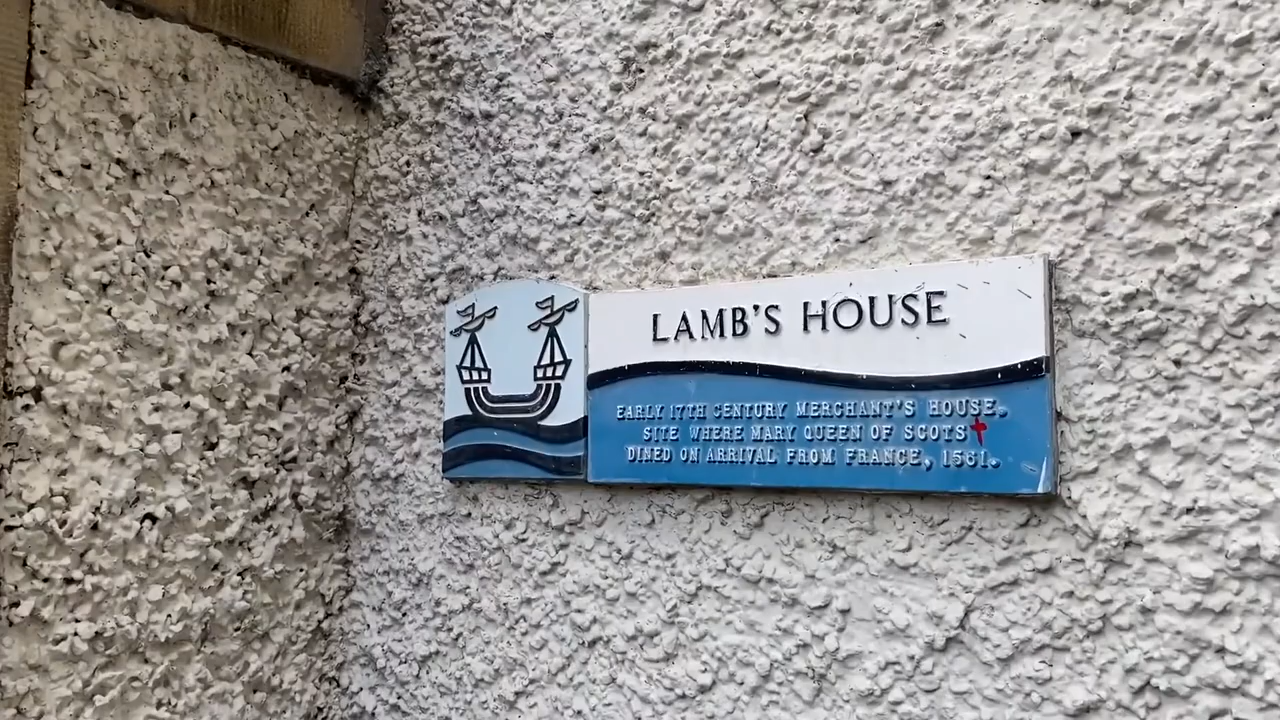 LAMB'S HOUSE
EARLY 17TH CENTURY MERCHANT'S HOUSE.
SITE WHERE MARY QUEEN OF SCOTS
DINED ON ARRIVAL FROM FRANCE, 1561.